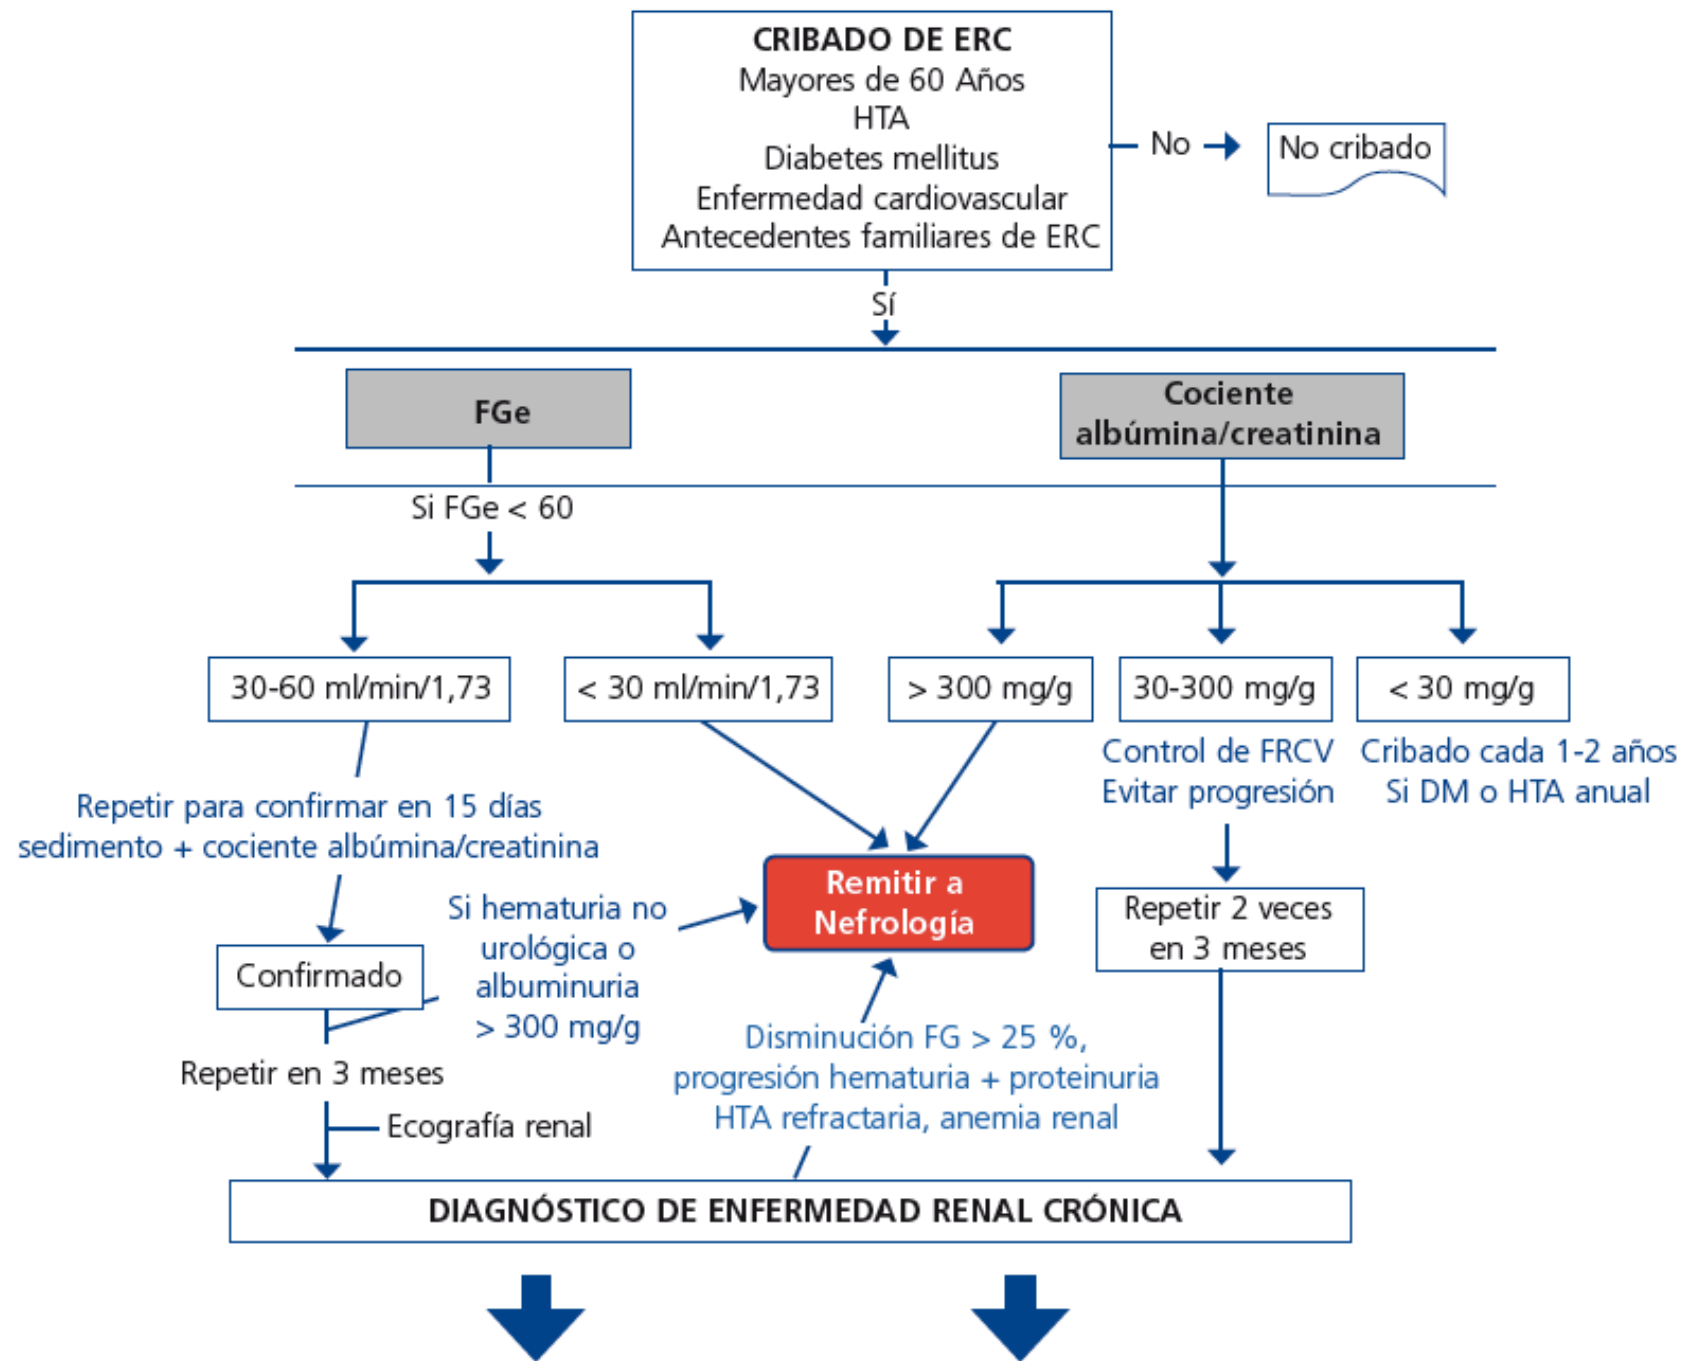 CRIBADO DE ERC
Mayores de 60 Años
HTA
Diabetes mellitus
Enfermedad cardiovascular
Antecedentes familiares de ERC
No
No cribado
Sí
FGe
Cociente
albúmina/creatinina
Si FGe < 60
30-60 ml/min/1,73
< 30 ml/min/1,73
> 300 mg/g
30-300 mg/g
< 30 mg/g
Control de FRCV
Evitar progresión
Cribado cada 1-2 años
Si DM o HTA anual
Repetir para confirmar en 15 días
sedimento + cociente albúmina/creatinina
Remitir a
Nefrología
Repetir 2 veces
en 3 meses
Si hematuria no
urológica o
albuminuria
> 300 mg/g
Confirmado
Disminución FG > 25 %,
progresión hematuria + proteinuria
HTA refractaria, anemia renal
Repetir en 3 meses
Ecografía renal
DIAGNÓSTICO DE ENFERMEDAD RENAL CRÓNICA